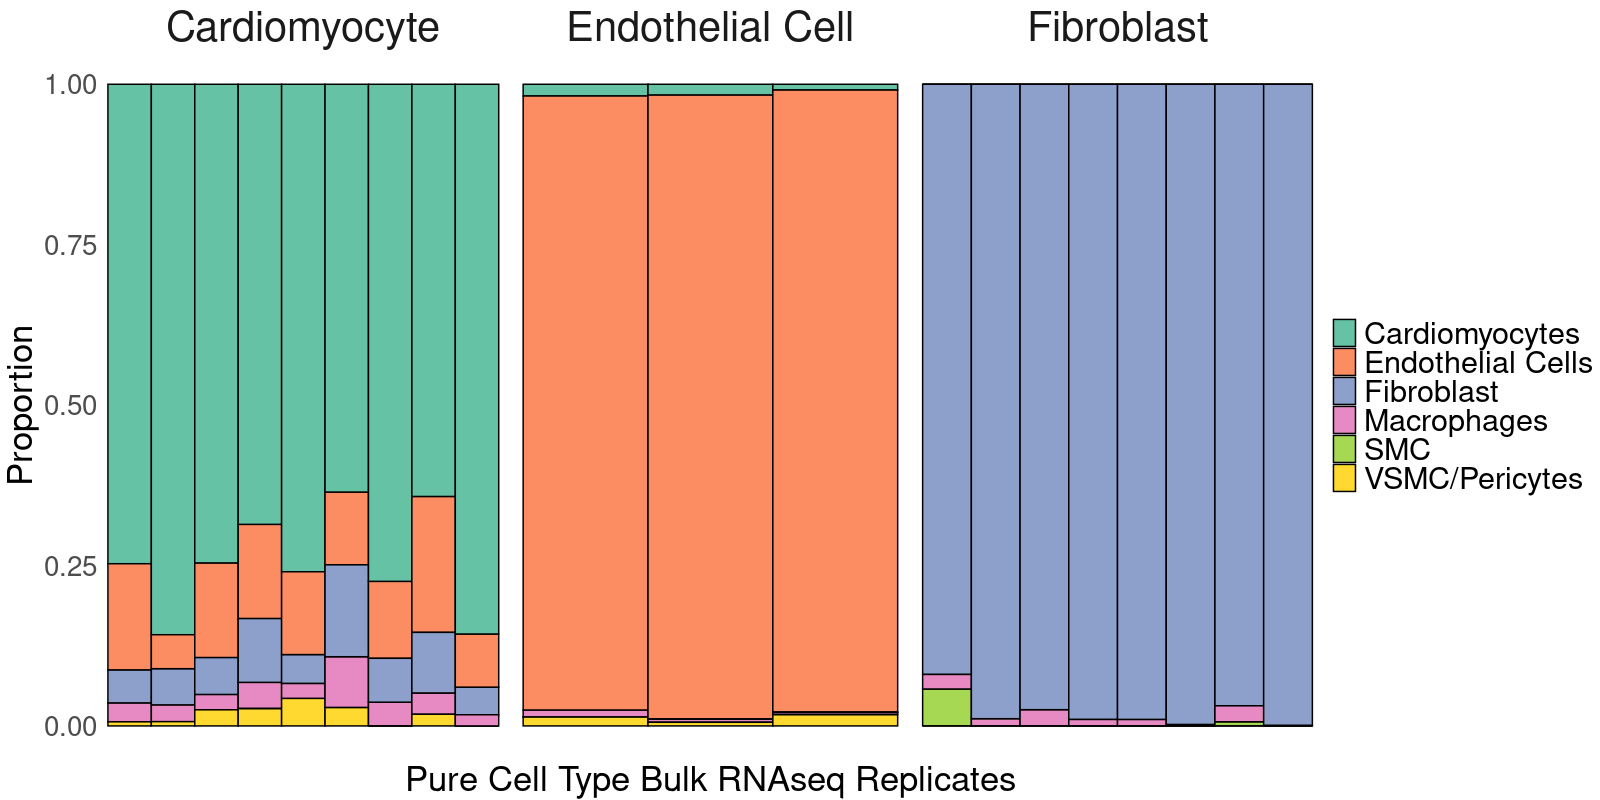 Cardiomyocyte
Endothelial Cell
Fibroblast
Proportion
1.00
0.75
0.50
0.25
0.00
Cardiomyocytes
Endothelial Cells
Fibroblast
Macrophages
SMC
VSMC/Pericytes
Pure Cell Type Bulk RNAseq Replicates